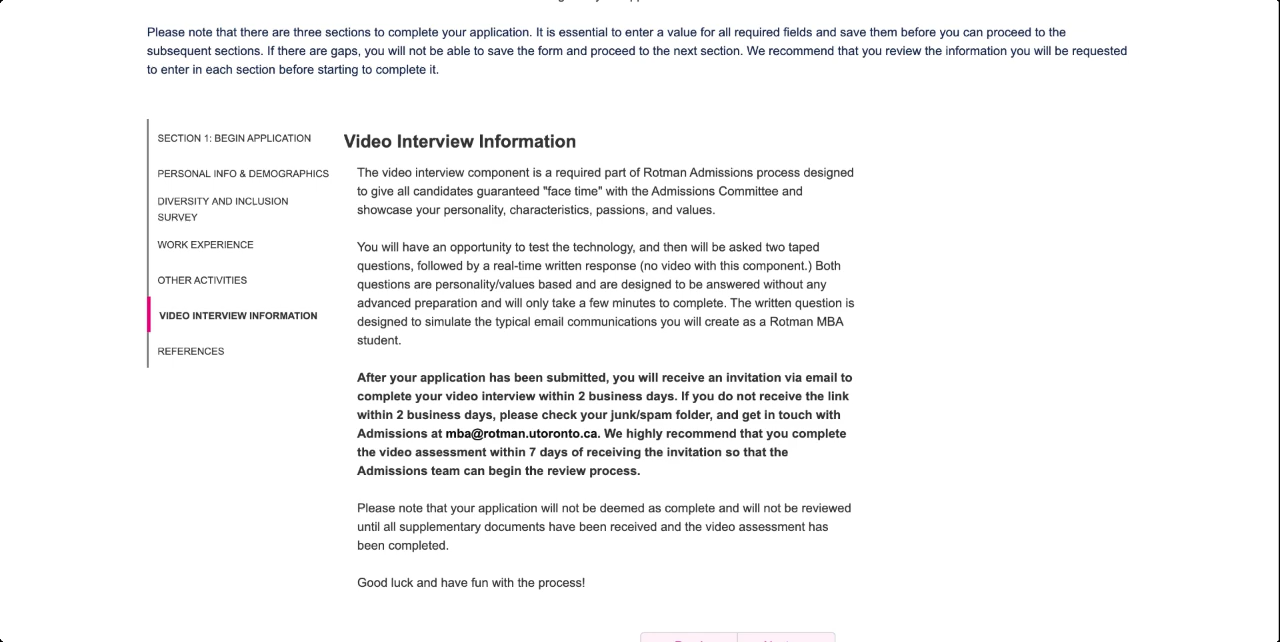 Please note that there are three sections to complete your application. It is essential to enter a value for all required fields and save them before you can proceed to the
subsequent sections. If there are gaps, you will not be able to save the form and proceed to the next section. We recommend that you review the information you will be requested
to enter in each section before starting to complete it.
SECTION 1: BEGIN APPLICATION
PERSONAL INFO & DEMOGRAPHICS
DIVERSITY AND INCLUSION
SURVEY
WORK EXPERIENCE
OTHER ACTIVITIES
VIDEO INTERVIEW INFORMATION
REFERENCES
Video Interview Information
The video interview component is a required part of Rotman Admissions process designed
to give all candidates guaranteed "face time" with the Admissions Committee and
showcase your personality, characteristics, passions, and values.
You will have an opportunity to test the technology, and then will be asked two taped
questions, followed by a real-time written response (no video with this component.) Both
questions are personality/values based and are designed to be answered without any
advanced preparation and will only take a few minutes to complete. The written question is
designed to simulate the typical email communications you will create as a Rotman MBA
student.
After your application has been submitted, you will receive an invitation via email to
complete your video interview within 2 business days. If you do not receive the link
within 2 business days, please check your junk/spam folder, and get in touch with
Admissions at mba@rotman.utoronto.ca. We highly recommend that you complete
the video assessment within 7 days of receiving the invitation so that the
Admissions team can begin the review process.
Please note that your application will not be deemed as complete and will not be reviewed
until all supplementary documents have been received and the video assessment has
been completed.
Good luck and have fun with the process!